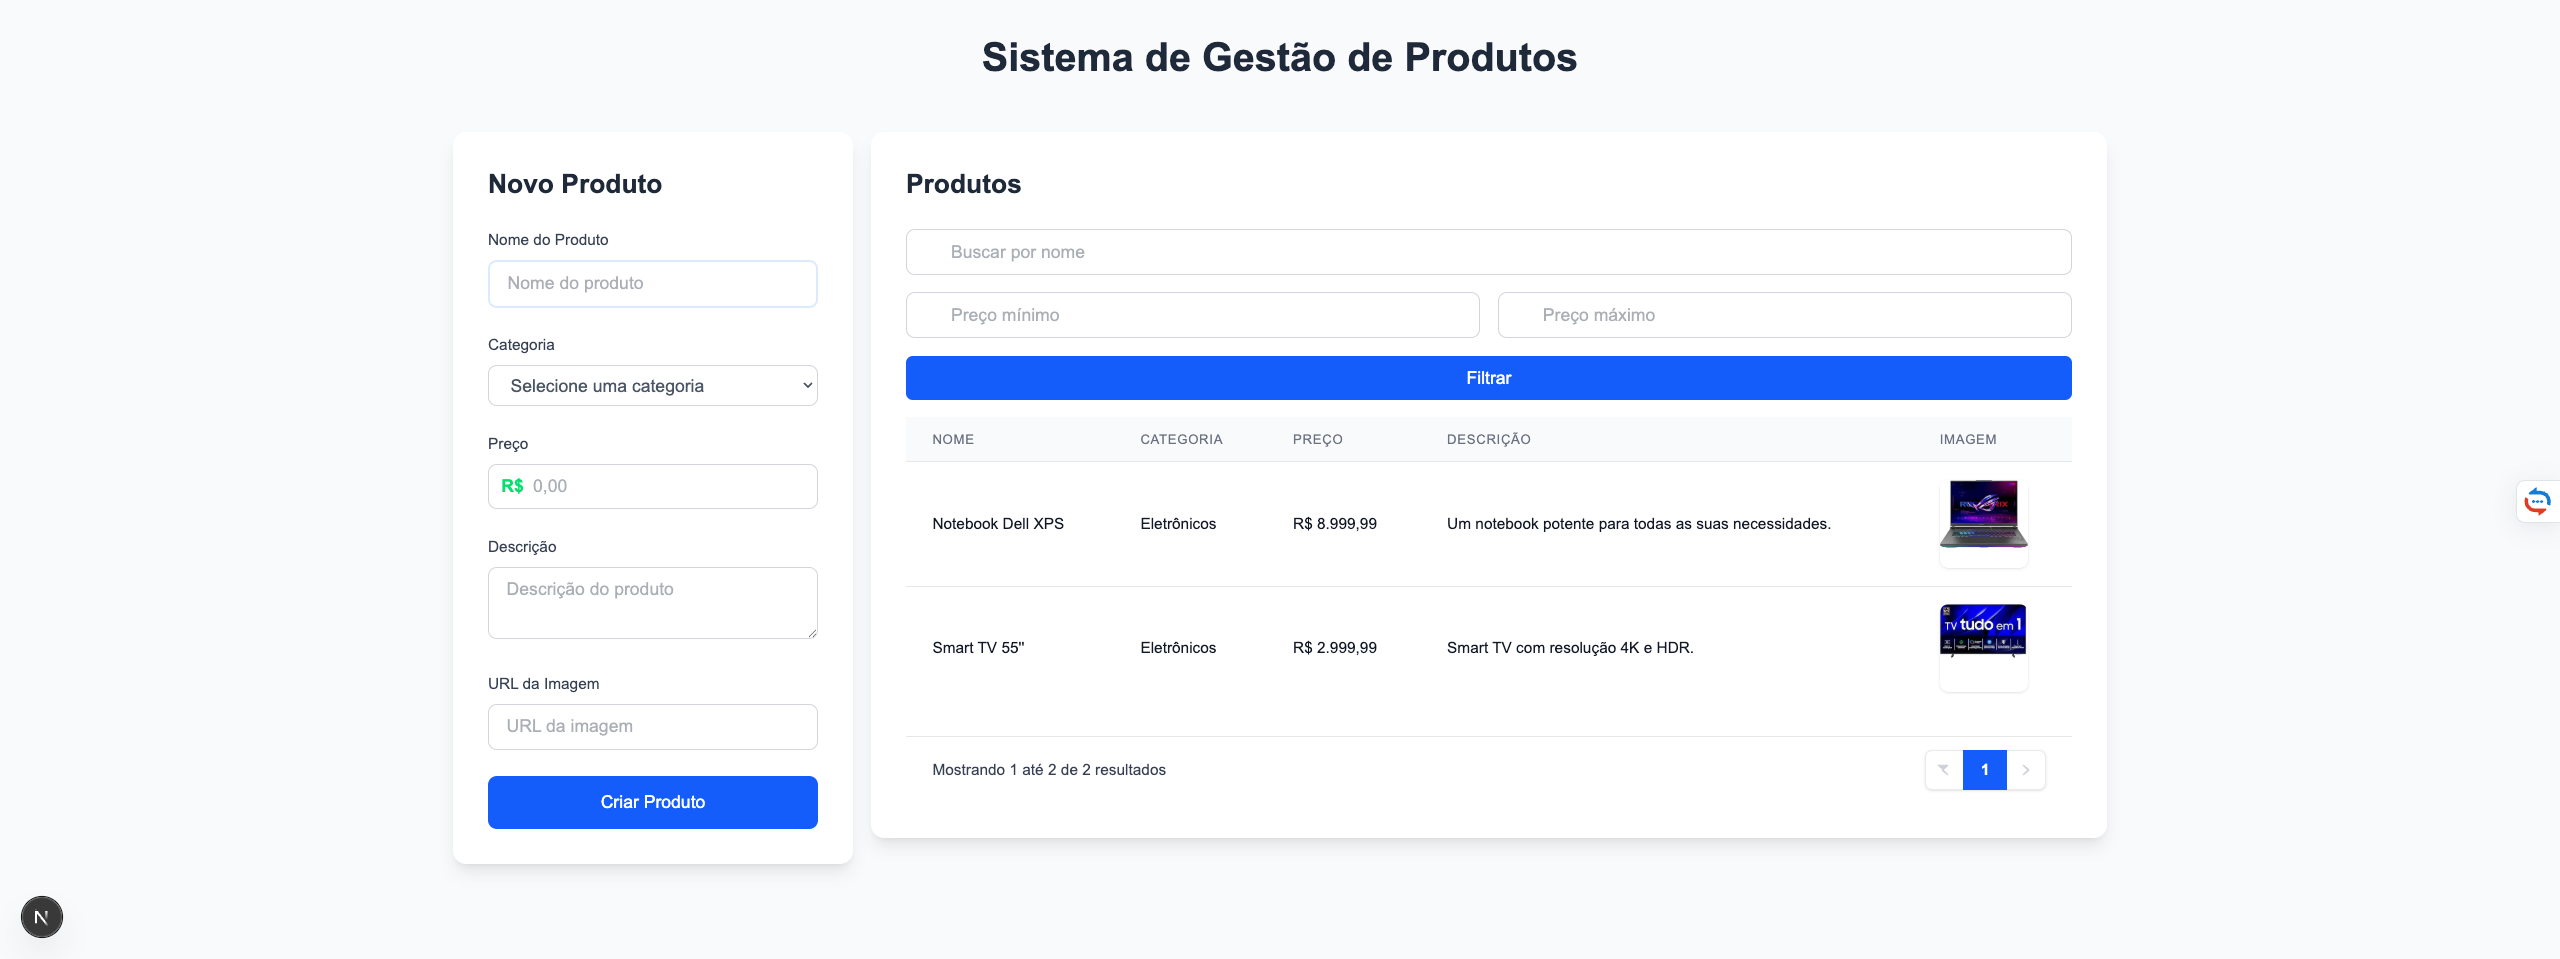 Sistema de Gestão de Produtos
Novo Produto
Nome do Produto
Nome do produto
Categoria
Selecione uma categoria
Preço
R$ 0,00
Descrição
Descrição do produto
URL da Imagem
URL da imagem
Criar Produto
Produtos
Buscar por nome
Preço mínimo Preço máximo
Filtrar
NOME CATEGORIA PREÇO DESCRIÇÃO IMAGEM
Notebook Dell XPS Eletrônicos R$ 8.999,99 Um notebook potente para todas as suas necessidades.
Smart TV 55" Eletrônicos R$ 2.999,99 Smart TV com resolução 4K e HDR.
TV tudo em 1
Mostrando 1 até 2 de 2 resultados 1
N